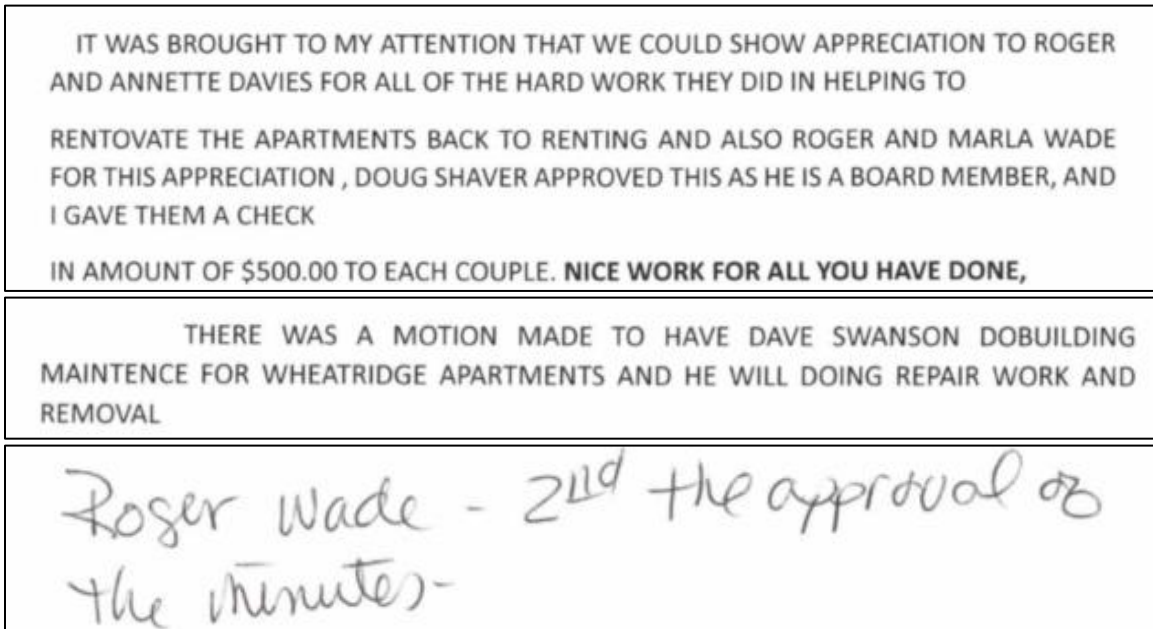 IT WAS BROUGHT TO MY ATTENTION THAT WE COULD SHOW APPRECIATION TO ROGER
AND ANNETTE DAVIES FOR ALL OF THE HARD WORK THEY DID IN HELPING TO
RENTOVATE THE APARTMENTS BACK TO RENTING AND ALSO ROGER AND MARLA WADE
FOR THIS APPRECIATION , DOUG SHAVER APPROVED THIS AS HE IS A BOARD MEMBER, AND
I GAVE THEM A CHECK
IN AMOUNT OF $500.00 TO EACH COUPLE. NICE WORK FOR ALL YOU HAVE DONE,
THERE WAS A MOTION MADE TO HAVE DAVE SWANSON DOBUILDING
MAINTENCE FOR WHEATRIDGE APARTMENTS AND HE WILL DOING REPAIR WORK AND
REMOVAL
Roger Wade - 2nd the approval of
the minutes-